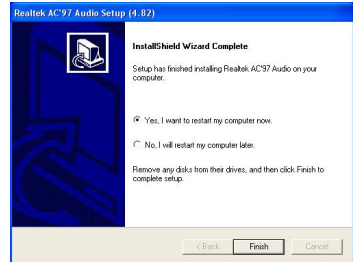 Realtek AC'97 Audio Setup (4.82)
InstallShield Wizard Complete
Setup has finished installing Realtek AC'97 Audio on your
computer.
Yes, I want to restart my computer now.
No, I will restart my computer later.
Remove any disks from their drives, and then click Finish to
complete setup.
< Back
Finish
Cancel